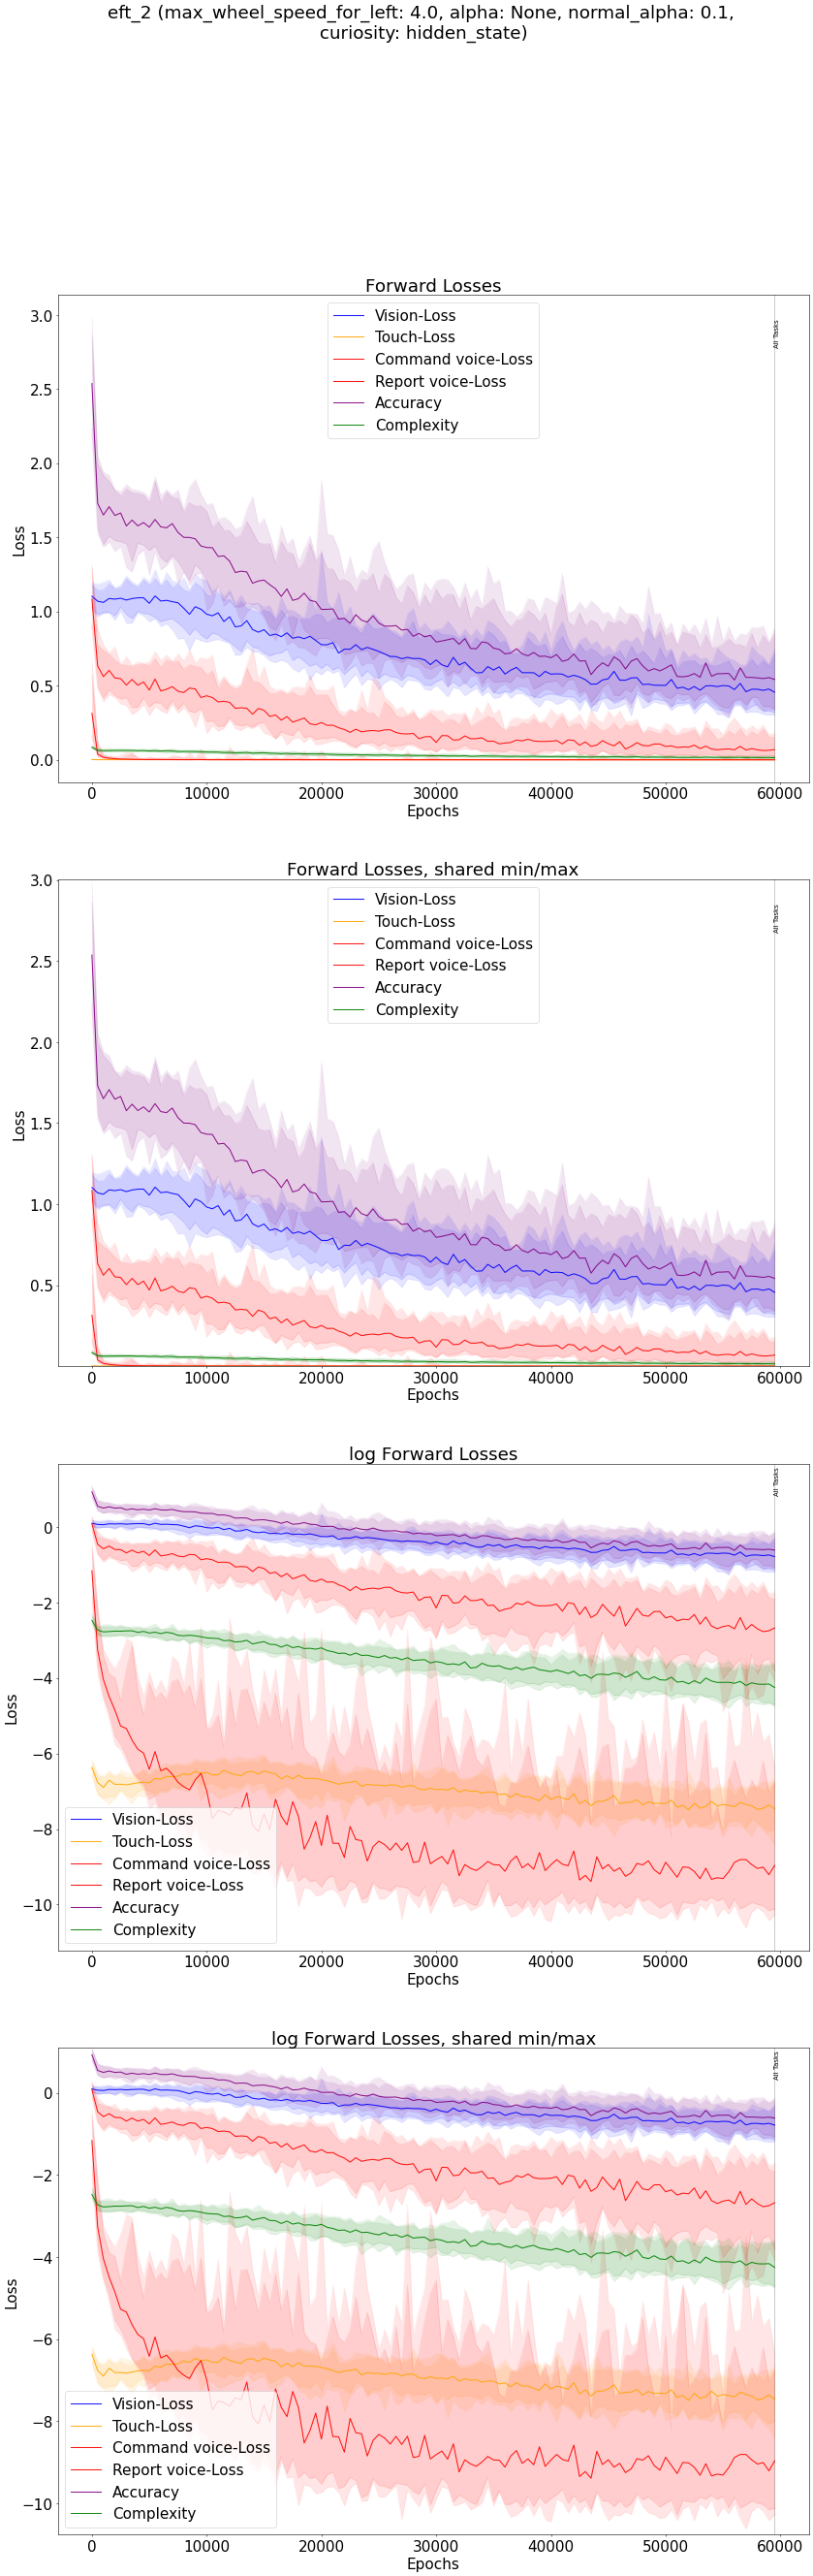 eft_2 (max_wheel_speed_for_left: 4.0, alpha: None, normal_alpha: 0.1,
curiosity: hidden_state)
Forward Losses
3.0
2.5
2.0
1.5
1.0
0.5
0.0
Loss
Vision-Loss
Touch-Loss
Command voice-Loss
Report voice-Loss
Accuracy
Complexity
All Tasks
0 10000 20000 30000 40000 50000 60000
Epochs
Forward Losses, shared min/max
3.0
2.5
2.0
1.5
1.0
0.5
Loss
Vision-Loss
Touch-Loss
Command voice-Loss
Report voice-Loss
Accuracy
Complexity
All Tasks
0 10000 20000 30000 40000 50000 60000
Epochs
log Forward Losses
0
−2
−4
−6
−8
−10
Loss
All Tasks
Vision-Loss
Touch-Loss
Command voice-Loss
Report voice-Loss
Accuracy
Complexity
0 10000 20000 30000 40000 50000 60000
Epochs
log Forward Losses, shared min/max
0
−2
−4
−6
−8
−10
Loss
All Tasks
Vision-Loss
Touch-Loss
Command voice-Loss
Report voice-Loss
Accuracy
Complexity
0 10000 20000 30000 40000 50000 60000
Epochs